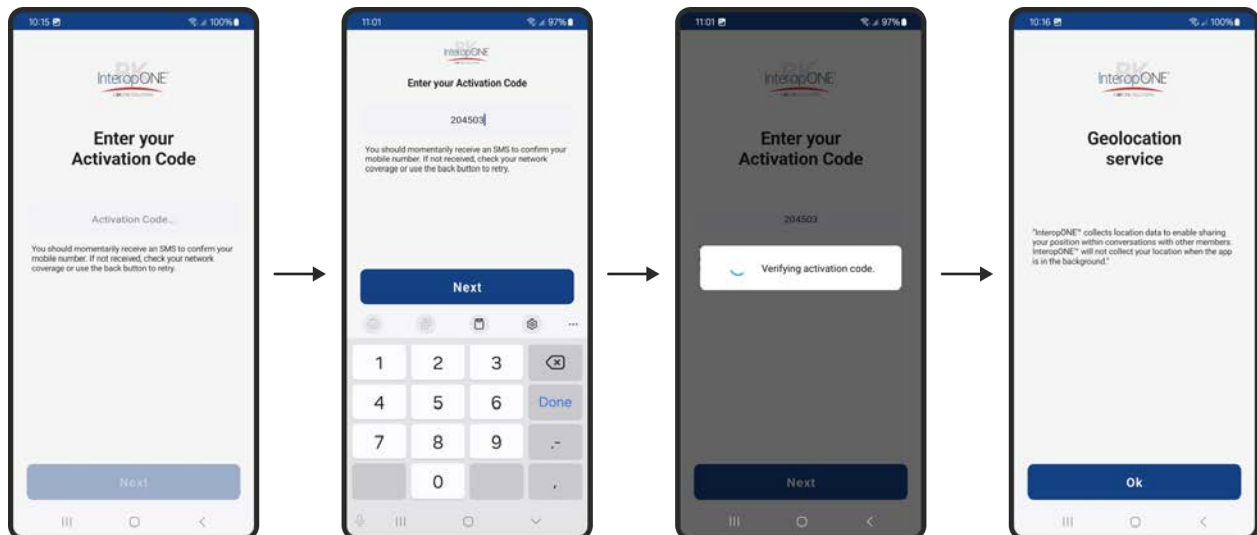 10:15
100%
InteropONE
Enter your
Activation Code
Activation Code...
You should momentarily receive an SMS to confirm your
mobile number. If not received, check your network
coverage or use the back button to retry.
Next
11:01
97%
InteropONE
Enter your Activation Code
204503
You should momentarily receive an SMS to confirm your
mobile number. If not received, check your network
coverage or use the back button to retry.
Next
1 2 3
4 5 6 Done
7 8 9 .-
0 ,
11:01
97%
InteropONE
Enter your
Activation Code
204503
Verifying activation code.
Next
10:16
100%
InteropONE
Geolocation
service
"InteropONE" collects location data to enable sharing
your position within conversations with other members.
InteropONE" will not collect your location when the app
is in the background."
Ok